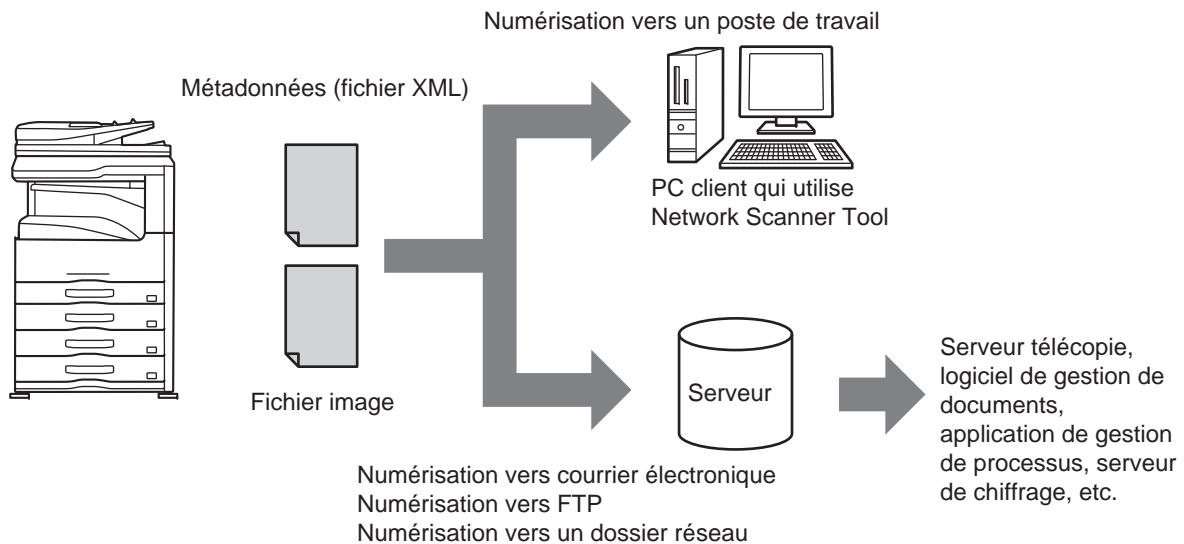 Numérisation vers un poste de travail
Métadonnées (fichier XML)
PC client qui utilise
Network Scanner Tool
Fichier image
Serveur
Serveur télécopie,
logiciel de gestion de
documents,
application de gestion
de processus, serveur
de chiffrage, etc.
Numérisation vers courrier électronique
Numérisation vers FTP
Numérisation vers un dossier réseau